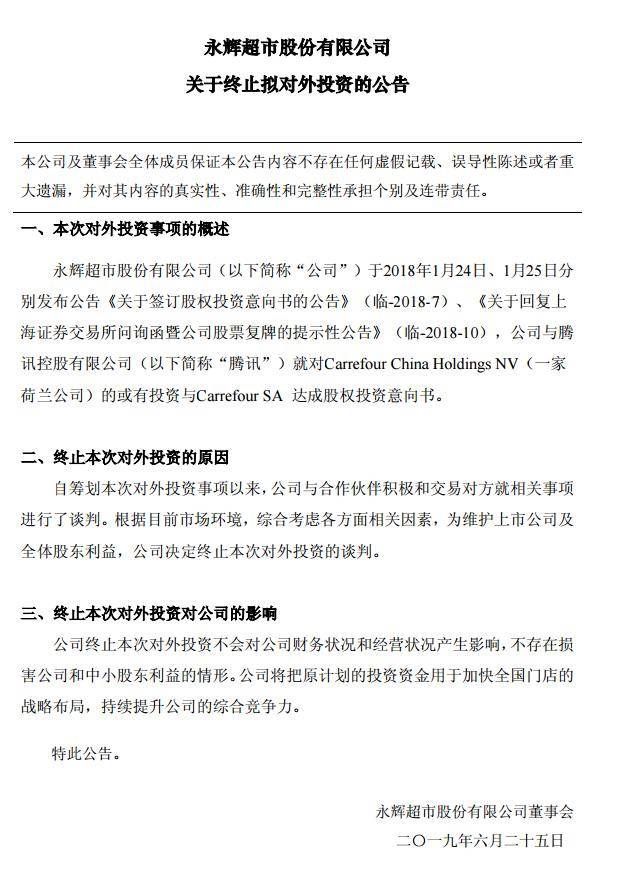 永辉超市股份有限公司
关于终止拟对外投资的公告
本公司及董事会全体成员保证本公告内容不存在任何虚假记载、误导性陈述或者重
大遗漏，并对其内容的真实性、准确性和完整性承担个别及连带责任。
一、本次对外投资事项的概述
永辉超市股份有限公司（以下简称“公司”）于2018年1月24日、1月25日分
别发布公告《关于签订股权投资意向书的公告》（临-2018-7）、《关于回复上
海证券交易所问询函暨公司股票复牌的提示性公告》（临-2018-10），公司与腾
讯控股有限公司（以下简称“腾讯”）就对Carrefour China Holdings NV（一家
荷兰公司）的或有投资与Carrefour SA 达成股权投资意向书。
二、终止本次对外投资的原因
自筹划本次对外投资事项以来，公司与合作伙伴积极和交易对方就相关事项
进行了谈判。根据目前市场环境，综合考虑各方面相关因素，为维护上市公司及
全体股东利益，公司决定终止本次对外投资的谈判。
三、终止本次对外投资对公司的影响
公司终止本次对外投资不会对公司财务状况和经营状况产生影响，不存在损
害公司和中小股东利益的情形。公司将把原计划的投资资金用于加快全国门店的
战略布局，持续提升公司的综合竞争力。
特此公告。
永辉超市股份有限公司董事会
二〇一九年六月二十五日